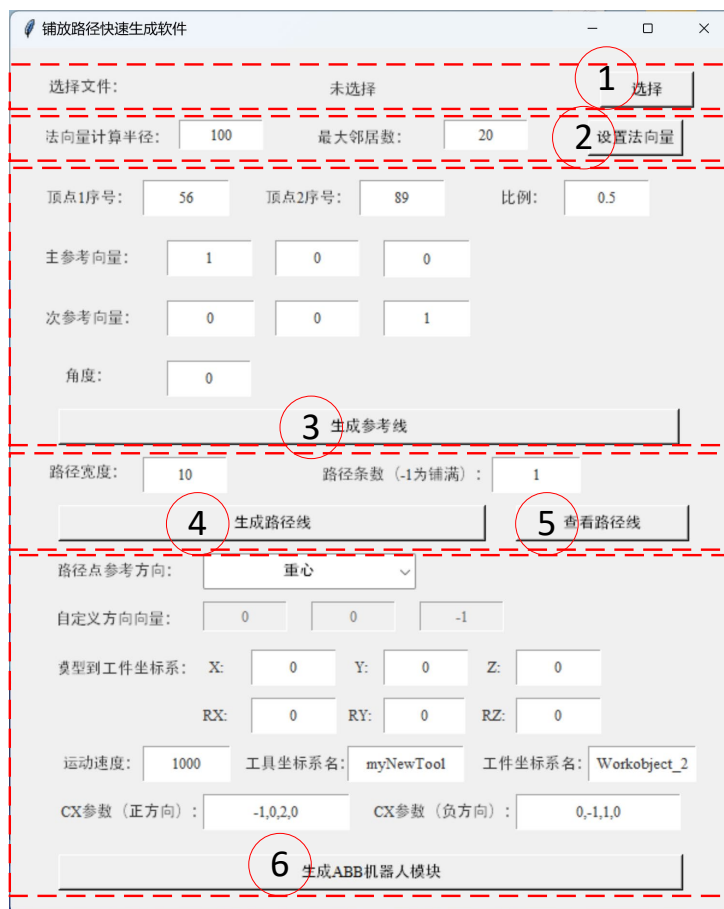 铺放路径快速生成软件
选择文件： 未选择 1 选择
法向量计算半径： 100 最大邻居数： 20 2 设置法向量
顶点1序号： 56 顶点2序号： 89 比例： 0.5
主参考向量： 1 0 0
次参考向量： 0 0 1
角度： 0
3 生成参考线
路径宽度： 10 路径条数（-1为铺满）： 1
4 生成路径线 5 查看路径线
路径点参考方向： 重心
自定义方向向量： 0 0 -1
模型到工件坐标系： X: 0 Y: 0 Z: 0
RX: 0 RY: 0 RZ: 0
运动速度： 1000 工具坐标系名： myNewTool 工件坐标系名： Workobject_2
CX参数（正方向）： -1,0,2,0 CX参数（负方向）： 0,-1,1,0
6 生成ABB机器人模块